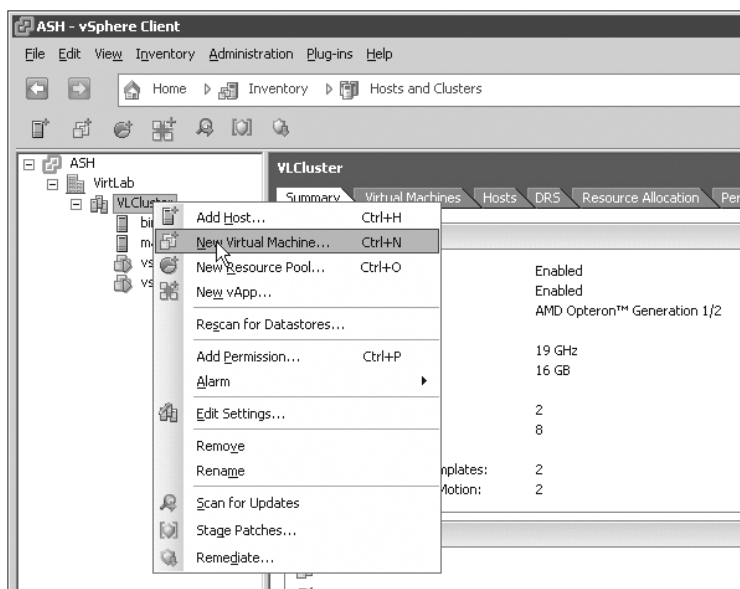 ASH - vSphere Client
File Edit View Inventory Administration Plug-ins Help
Home Inventory Hosts and Clusters
ASH
VirtLab
VLCluster
VLCluster
Summary Virtual Machines Hosts DRS Resource Allocation
Add Host... Ctrl+H
New Virtual Machine... Ctrl+N
New Resource Pool... Ctrl+O
New vApp...
Rescan for Datastores...
Add Permission... Ctrl+P
Alarm
Edit Settings...
Remove
Rename
Scan for Updates
Stage Patches...
Remediate...
Enabled
Enabled
AMD Opteron™ Generation 1/2
19 GHz
16 GB
2
8
2
2